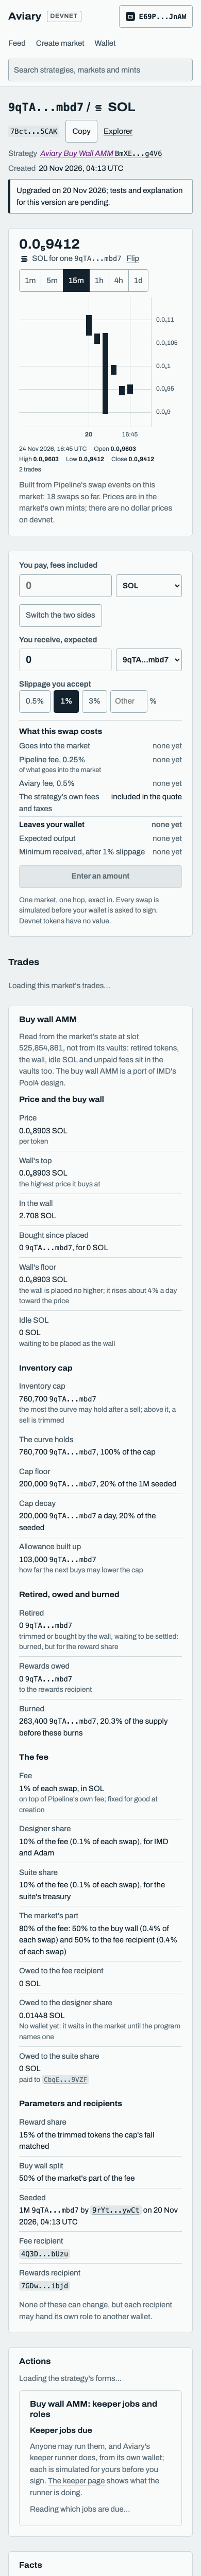 Aviary DEVNET E69P...JnAW
Feed Create market Wallet
Search strategies, markets and mints
9qTA...mbd7 / SOL
7Bct...5CAK Copy Explorer
Strategy Aviary Buy Wall AMM BmXE...g4V6
Created 20 Nov 2026, 04:13 UTC
Upgraded on 20 Nov 2026; tests and explanation
for this version are pending.
0.0₅9412
SOL for one 9qTA...mbd7 Flip
1m 5m 15m 1h 4h 1d
0.0₄11
0.0₄105
0.0₄1
0.0₅95
0.0₅9
20 16:45
24 Nov 2026, 16:45 UTC Open 0.0₅9603
High 0.0₅9603 Low 0.0₅9412 Close 0.0₅9412
2 trades
Built from Pipeline's swap events on this
market: 18 swaps so far. Prices are in the
market's own mints; there are no dollar prices
on devnet.
You pay, fees included
0 SOL
Switch the two sides
You receive, expected
0 9qTA...mbd7
Slippage you accept
0.5% 1% 3% Other %
What this swap costs
Goes into the market none yet
Pipeline fee, 0.25% none yet
of what goes into the market
Aviary fee, 0.5% none yet
The strategy's own fees included in the quote
and taxes
Leaves your wallet none yet
Expected output none yet
Minimum received, after 1% slippage none yet
Enter an amount
One market, one hop, exact in. Every swap is
simulated before your wallet is asked to sign.
Devnet tokens have no value.
Trades
Loading this market's trades...
Buy wall AMM
Read from the market's state at slot
525,854,861, not from its vaults: retired tokens,
the wall, idle SOL and unpaid fees sit in the
vaults too. The buy wall AMM is a port of IMD's
Pool4 design.
Price and the buy wall
Price
0.0₅8903 SOL
per token
Wall's top
0.0₅8903 SOL
the highest price it buys at
In the wall
2.708 SOL
Bought since placed
0 9qTA...mbd7, for 0 SOL
Wall's floor
0.0₅8903 SOL
the wall is placed no higher; it rises about 4% a day
toward the price
Idle SOL
0 SOL
waiting to be placed as the wall
Inventory cap
Inventory cap
760,700 9qTA...mbd7
the most the curve may hold after a sell; above it, a
sell is trimmed
The curve holds
760,700 9qTA...mbd7, 100% of the cap
Cap floor
200,000 9qTA...mbd7, 20% of the 1M seeded
Cap decay
200,000 9qTA...mbd7 a day, 20% of the
seeded
Allowance built up
103,000 9qTA...mbd7
how far the next buys may lower the cap
Retired, owed and burned
Retired
0 9qTA...mbd7
trimmed or bought by the wall, waiting to be settled:
burned, but for the reward share
Rewards owed
0 9qTA...mbd7
to the rewards recipient
Burned
263,400 9qTA...mbd7, 20.3% of the supply
before these burns
The fee
Fee
1% of each swap, in SOL
on top of Pipeline's own fee; fixed for good at
creation
Designer share
10% of the fee (0.1% of each swap), for IMD
and Adam
Suite share
10% of the fee (0.1% of each swap), for the
suite's treasury
The market's part
80% of the fee: 50% to the buy wall (0.4% of
each swap) and 50% to the fee recipient (0.4%
of each swap)
Owed to the fee recipient
0 SOL
Owed to the designer share
0.01448 SOL
No wallet yet: it waits in the market until the program
names one
Owed to the suite share
0 SOL
paid to CbqE...9VZF
Parameters and recipients
Reward share
15% of the trimmed tokens the cap's fall
matched
Buy wall split
50% of the market's part of the fee
Seeded
1M 9qTA...mbd7 by 9rYt...ywCt on 20 Nov
2026, 04:13 UTC
Fee recipient
4Q3D...bUzu
Rewards recipient
7GDw...ibjd
None of these can change, but each recipient
may hand its own role to another wallet.
Actions
Loading the strategy's forms...
Buy wall AMM: keeper jobs and
roles
Keeper jobs due
Anyone may run them, and Aviary's
keeper runner does, from its own wallet;
each is simulated for yours before you
sign. The keeper page shows what the
runner is doing.
Reading which jobs are due...
Facts